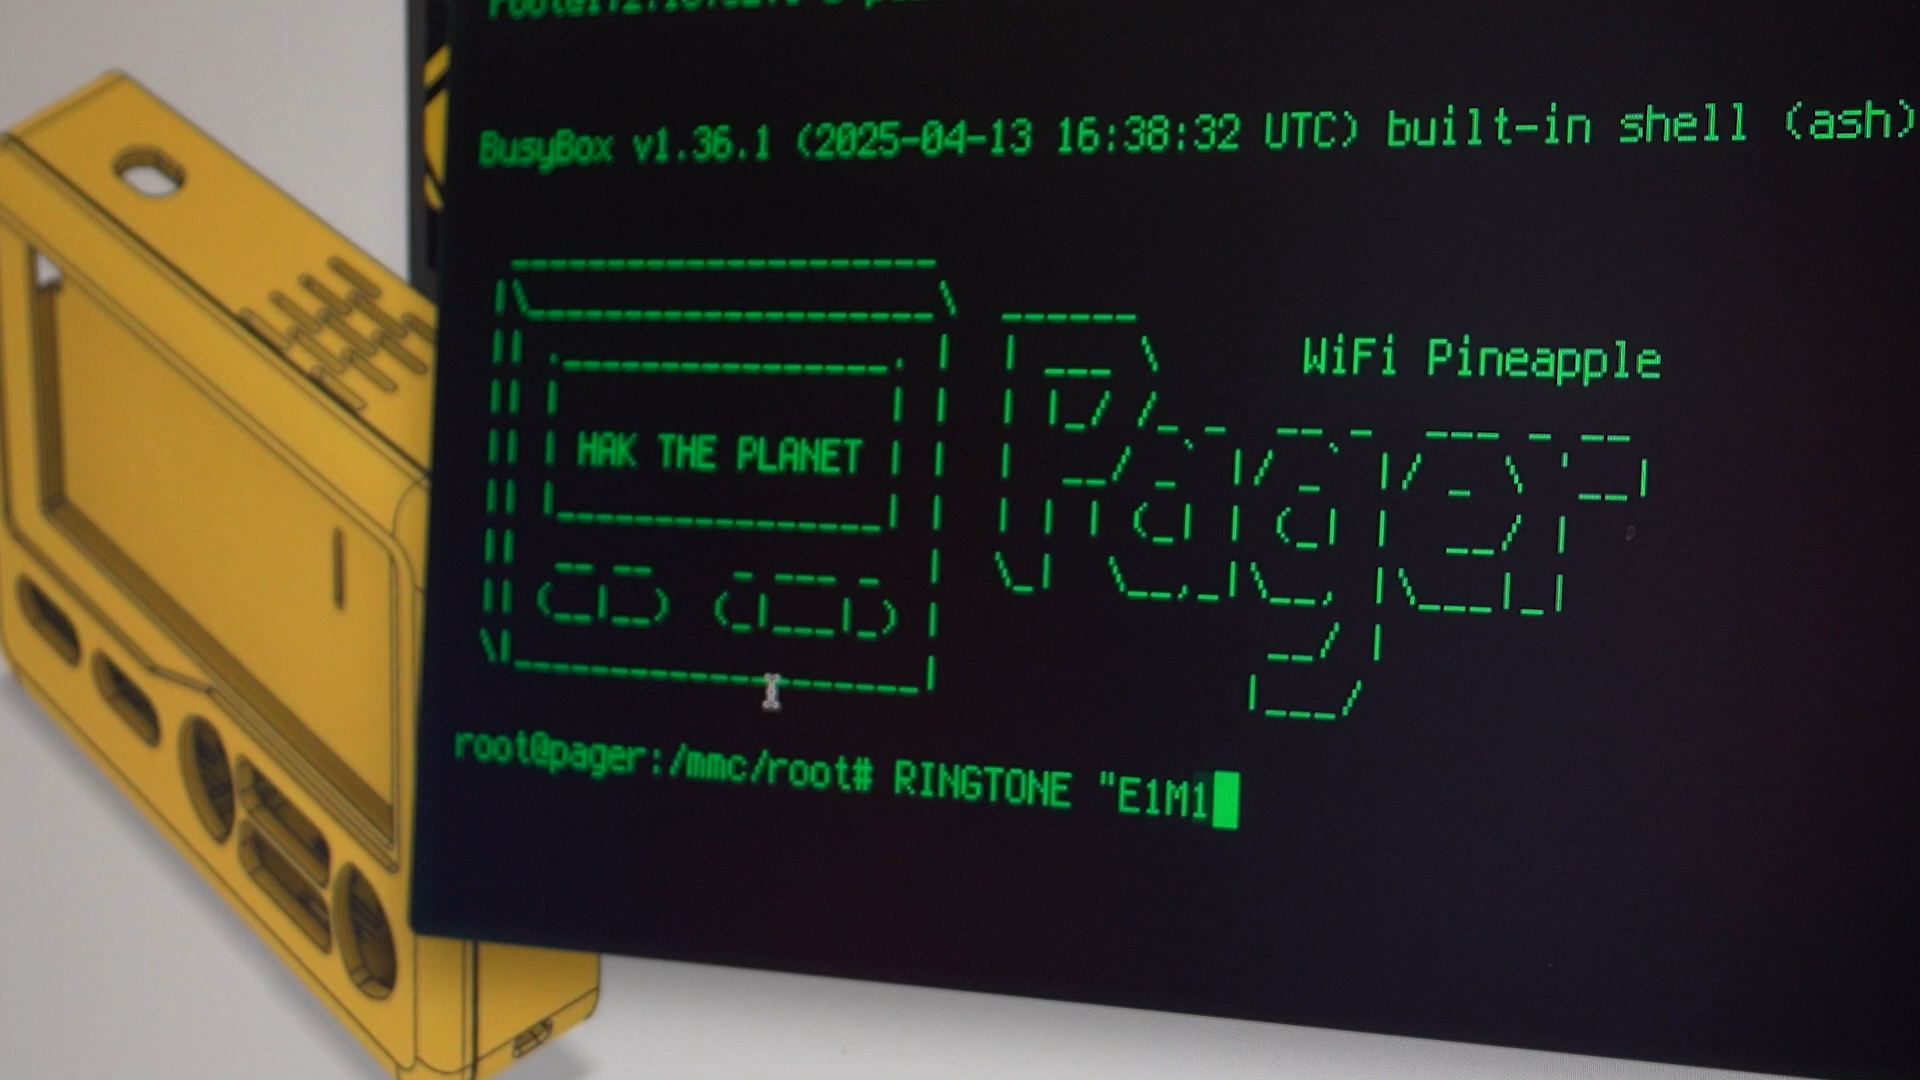 BusyBox v1.36.1 (2025-04-13 16:38:32 UTC) built-in shell (ash)
WiFi Pineapple
Pager
HAK THE PLANET
root@pager:/mmc/root# RINGTONE "E1M1